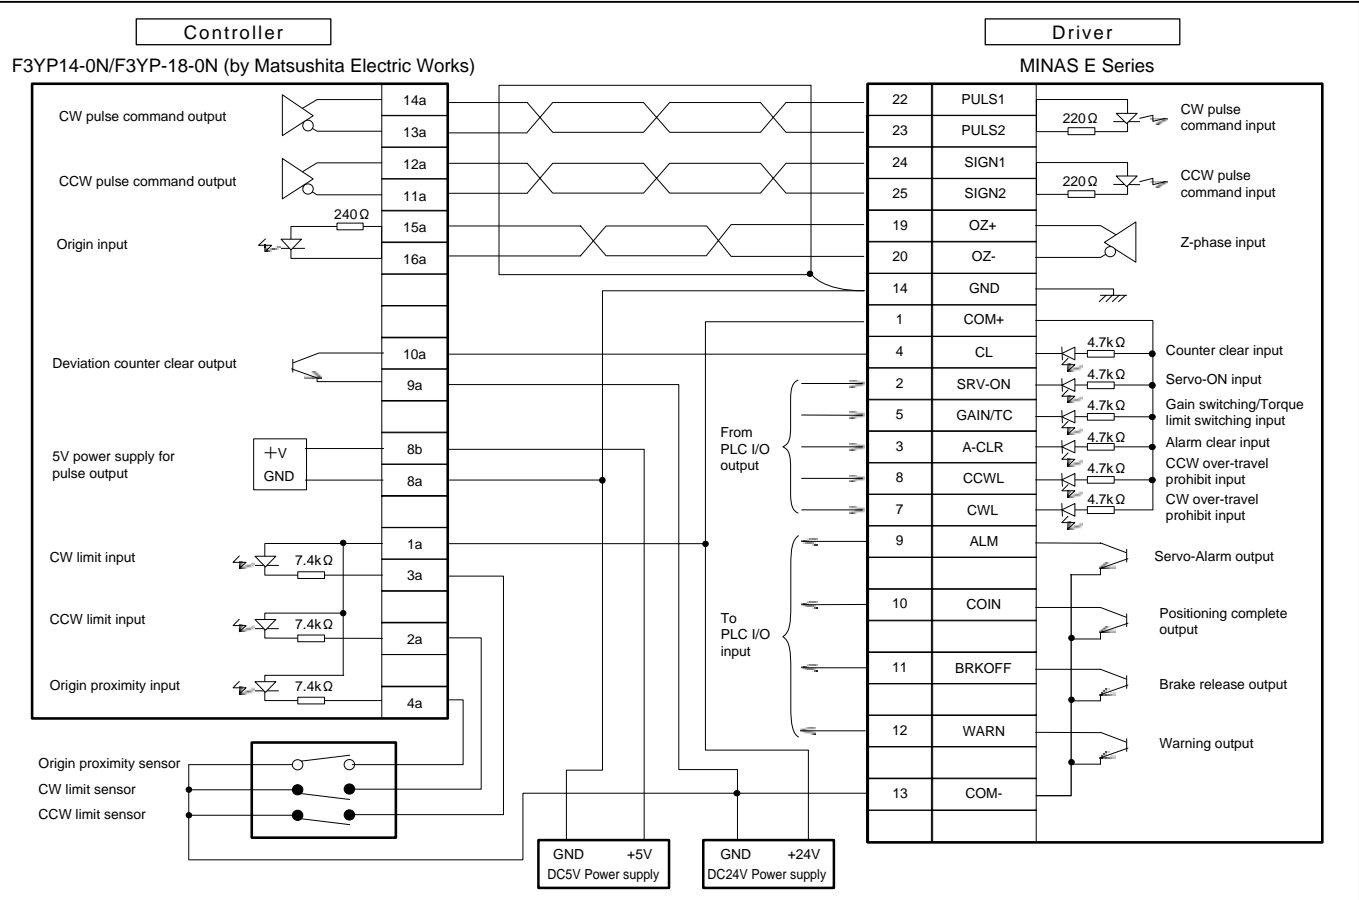 Controller
Driver
F3YP14-0N/F3YP-18-0N (by Matsushita Electric Works)
MINAS E Series
CW pulse command output
14a
13a
CCW pulse command output
12a
11a
Origin input
240Ω
15a
16a
Deviation counter clear output
10a
9a
5V power supply for
pulse output
+V
GND
8b
8a
CW limit input
7.4kΩ
1a
3a
CCW limit input
7.4kΩ
2a
Origin proximity input
7.4kΩ
4a
Origin proximity sensor
CW limit sensor
CCW limit sensor
GND +5V
DC5V Power supply
GND +24V
DC24V Power supply
From
PLC I/O
output
To
PLC I/O
input
22 PULS1
23 PULS2
220Ω
CW pulse
command input
24 SIGN1
25 SIGN2
220Ω
CCW pulse
command input
19 OZ+
20 OZ-
Z-phase input
14 GND
1 COM+
4 CL 4.7kΩ Counter clear input
2 SRV-ON 4.7kΩ Servo-ON input
5 GAIN/TC 4.7kΩ
Gain switching/Torque
limit switching input
3 A-CLR 4.7kΩ Alarm clear input
8 CCWL 4.7kΩ
CCW over-travel
prohibit input
7 CWL 4.7kΩ
CW over-travel
prohibit input
9 ALM Servo-Alarm output
10 COIN
Positioning complete
output
11 BRKOFF Brake release output
12 WARN Warning output
13 COM-